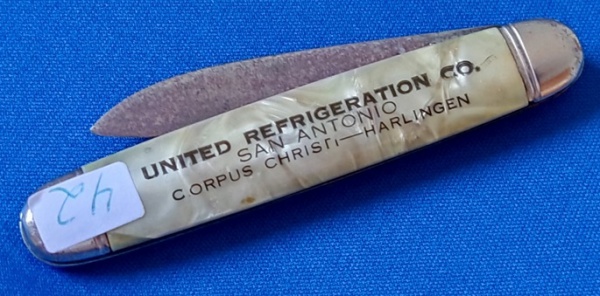 UNITED REFRIGERATION CO.
SAN ANTONIO
CORPUS CHRISTI—HARLINGEN
42